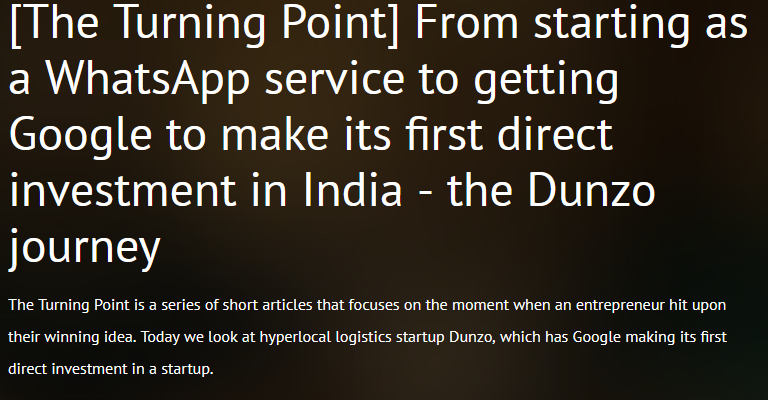 [The Turning Point] From starting as
a WhatsApp service to getting
Google to make its first direct
investment in India - the Dunzo
journey
The Turning Point is a series of short articles that focuses on the moment when an entrepreneur hit upon
their winning idea. Today we look at hyperlocal logistics startup Dunzo, which has Google making its first
direct investment in a startup.